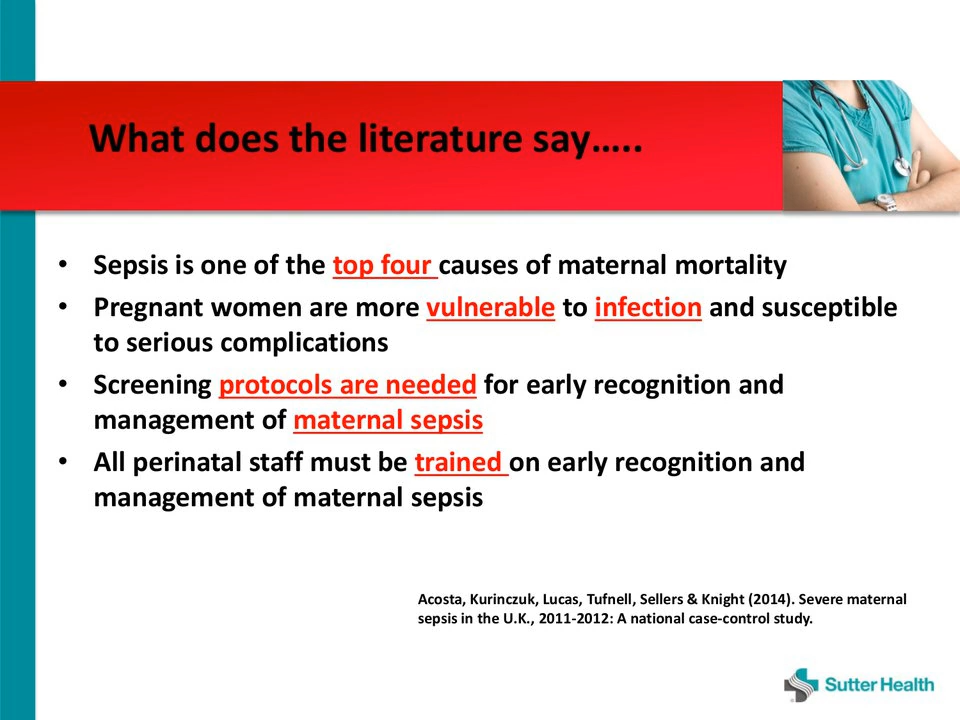 What does the literature say…..
• Sepsis is one of the top four causes of maternal mortality
• Pregnant women are more vulnerable to infection and susceptible
to serious complications
• Screening protocols are needed for early recognition and
management of maternal sepsis
• All perinatal staff must be trained on early recognition and
management of maternal sepsis
Acosta, Kurinczuk, Lucas, Tufnell, Sellers & Knight (2014). Severe maternal
sepsis in the U.K., 2011-2012: A national case-control study.
Sutter Health